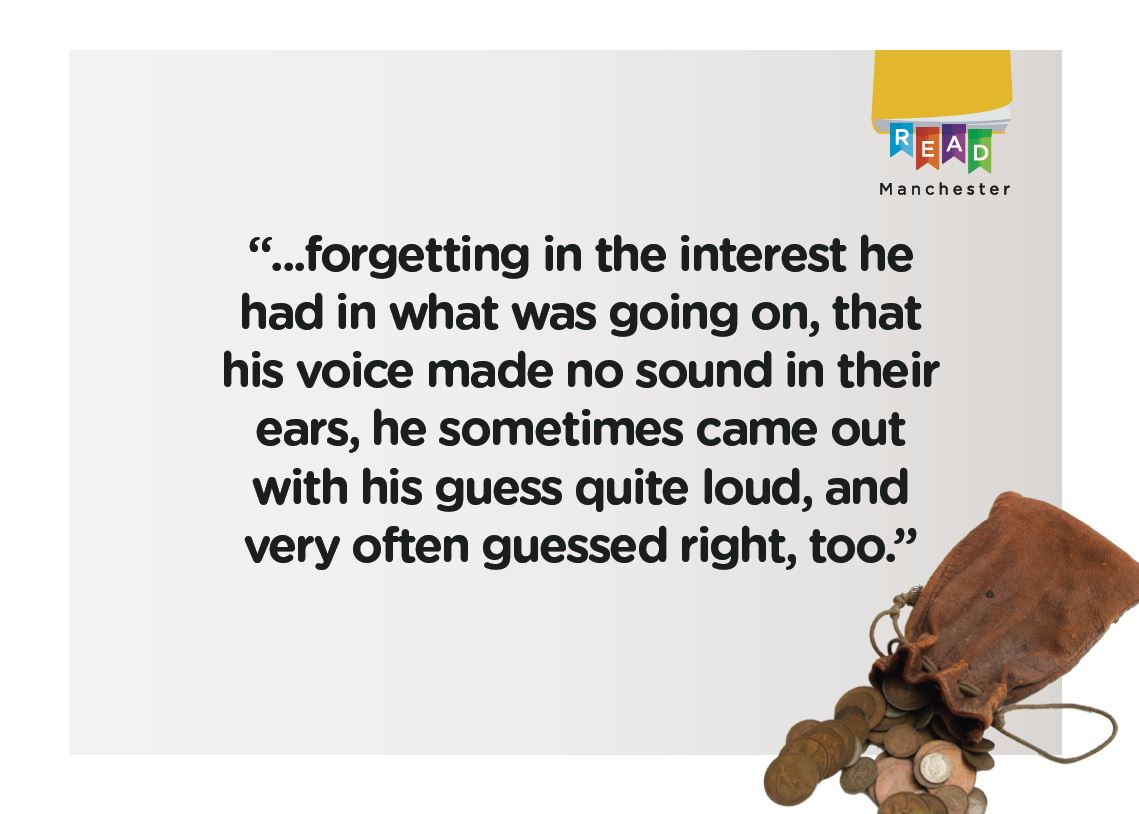 READ
Manchester
“...forgetting in the interest he
had in what was going on, that
his voice made no sound in their
ears, he sometimes came out
with his guess quite loud, and
very often guessed right, too.”